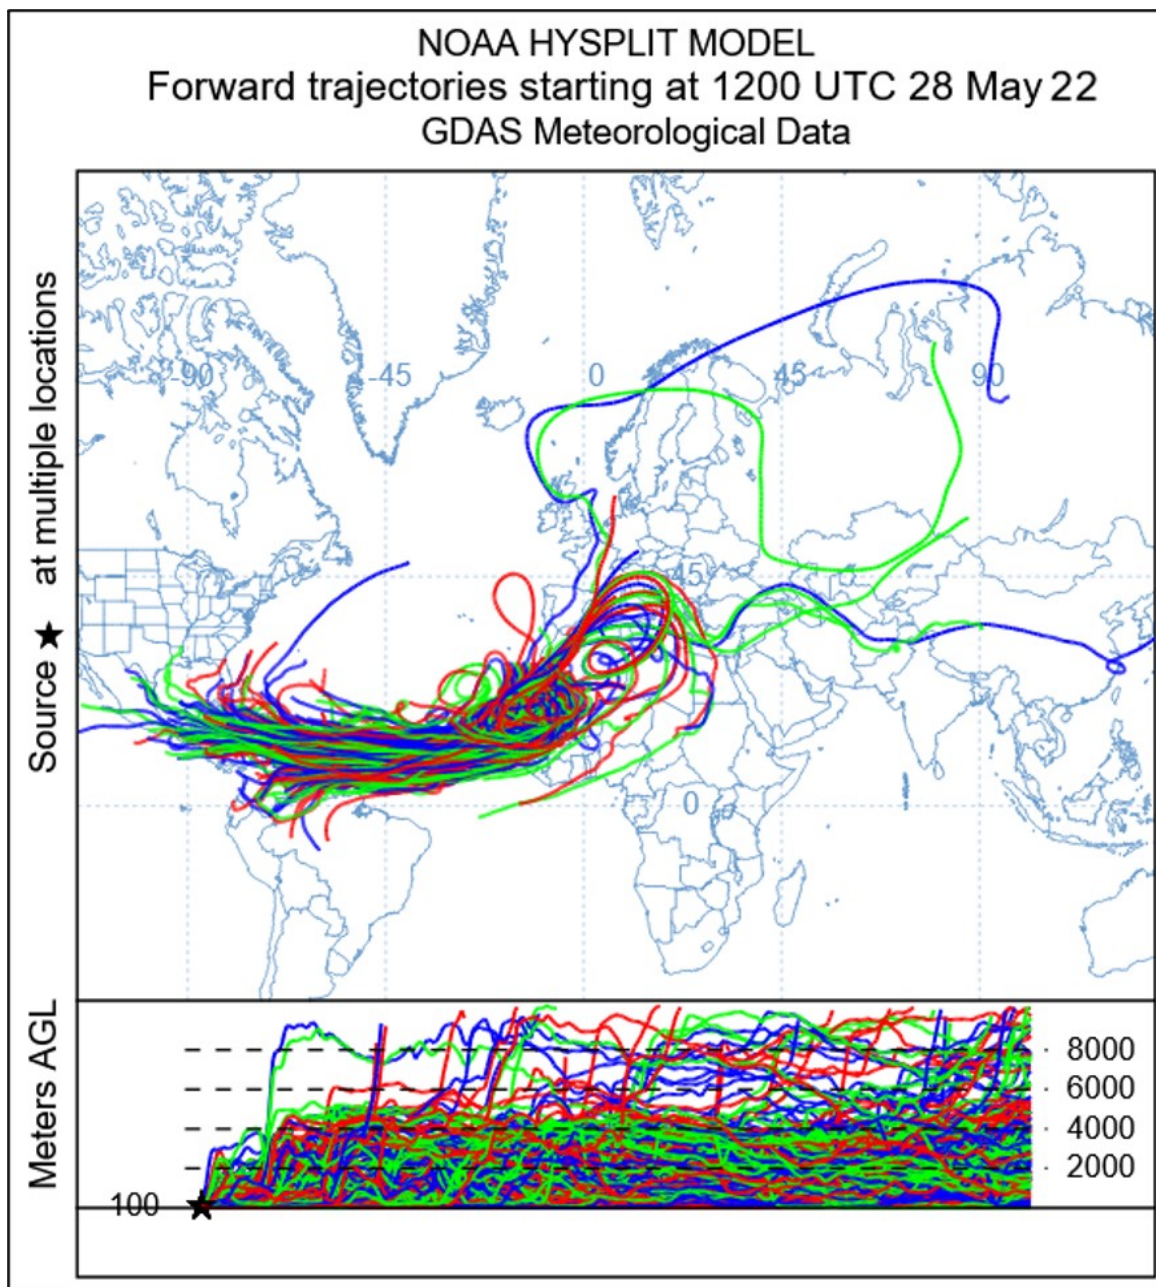 NOAA HYSPLIT MODEL
Forward trajectories starting at 1200 UTC 28 May 22
GDAS Meteorological Data
Source ★ at multiple locations
-90
-45
0
45
90
45
0
Meters AGL
8000
6000
4000
2000
100